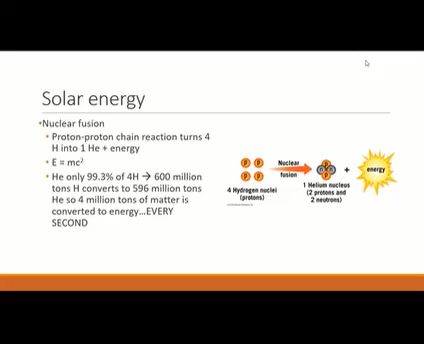 Solar energy
•Nuclear fusion
• Proton-proton chain reaction turns 4
H into 1 He + energy
• E = mc²
• He only 99.3% of 4H → 600 million
tons H converts to 596 million tons
He so 4 million tons of matter is
converted to energy...EVERY
SECOND
P P
P P
4 Hydrogen nuclei
(protons)
Nuclear
fusion
P
n n
P
1 Helium nucleus
(2 protons and
2 neutrons)
+
energy